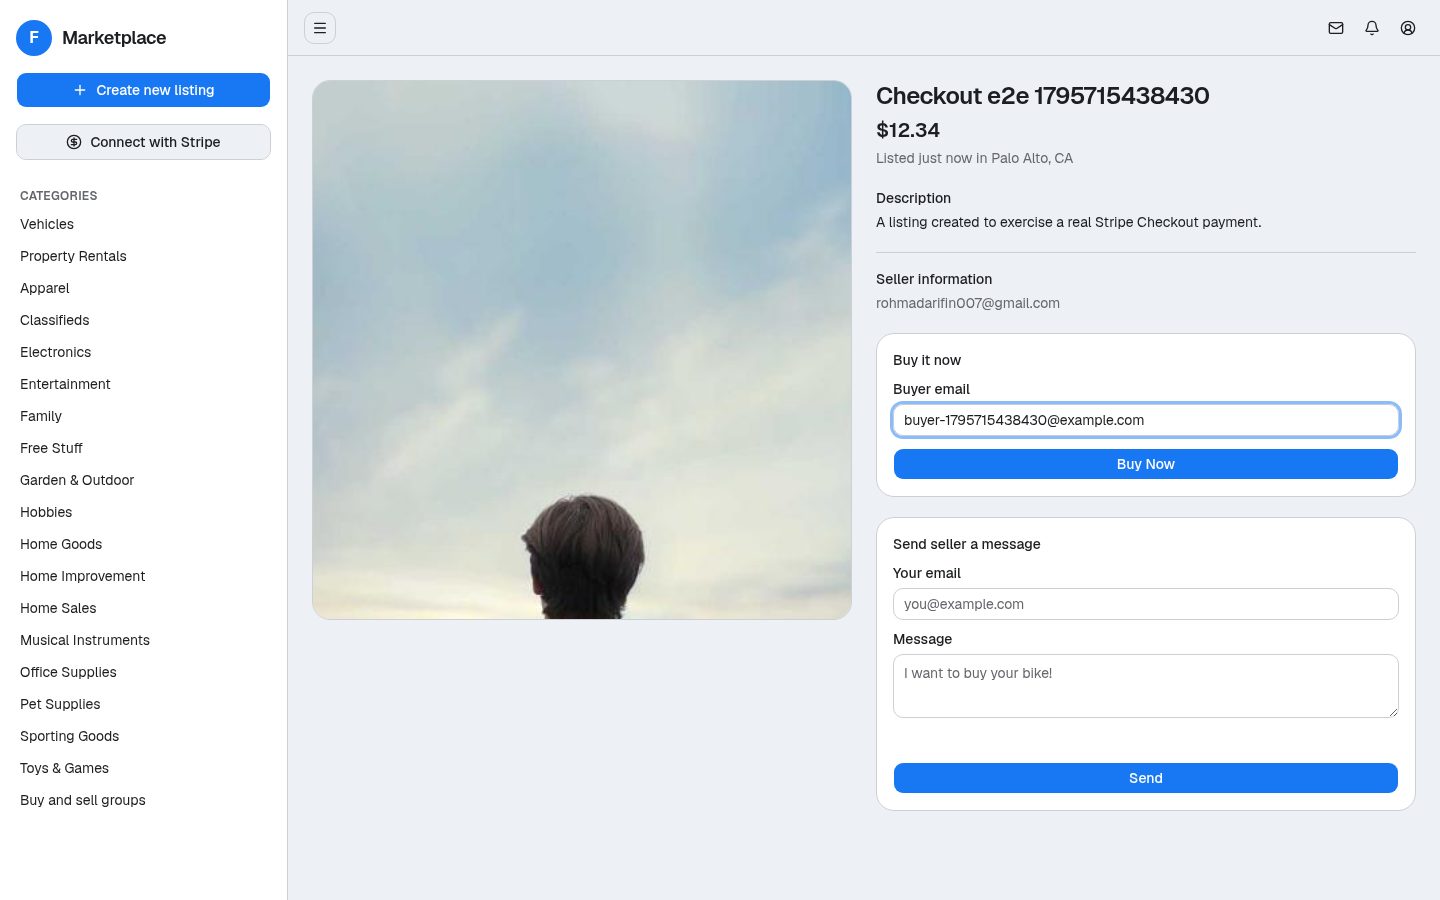 F
Marketplace
Create new listing
Connect with Stripe
CATEGORIES
Vehicles
Property Rentals
Apparel
Classifieds
Electronics
Entertainment
Family
Free Stuff
Garden & Outdoor
Hobbies
Home Goods
Home Improvement
Home Sales
Musical Instruments
Office Supplies
Pet Supplies
Sporting Goods
Toys & Games
Buy and sell groups
Checkout e2e 1795715438430
$12.34
Listed just now in Palo Alto, CA
Description
A listing created to exercise a real Stripe Checkout payment.
Seller information
rohmadarifin007@gmail.com
Buy it now
Buyer email
buyer-1795715438430@example.com
Buy Now
Send seller a message
Your email
you@example.com
Message
I want to buy your bike!
Send